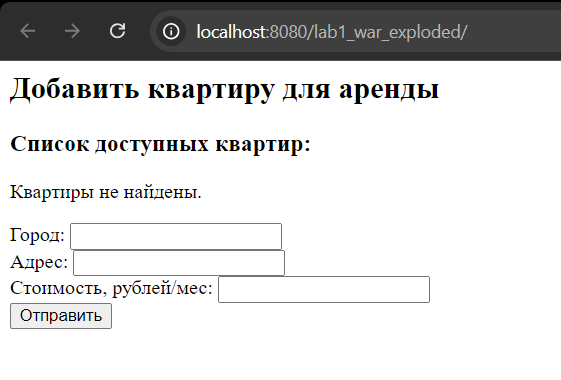 localhost:8080/lab1_war_exploded/
Добавить квартиру для аренды
Список доступных квартир:
Квартиры не найдены.
Город:
Адрес:
Стоимость, рублей/мес:
Отправить